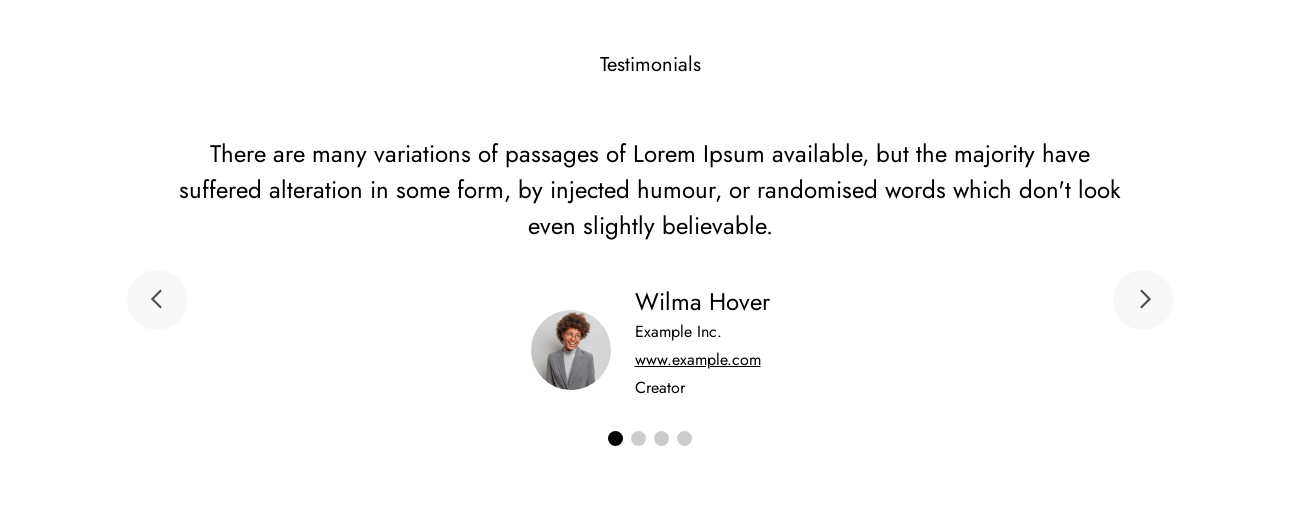 Testimonials
There are many variations of passages of Lorem Ipsum available, but the majority have
suffered alteration in some form, by injected humour, or randomised words which don't look
even slightly believable.
Wilma Hover
Example Inc.
www.example.com
Creator